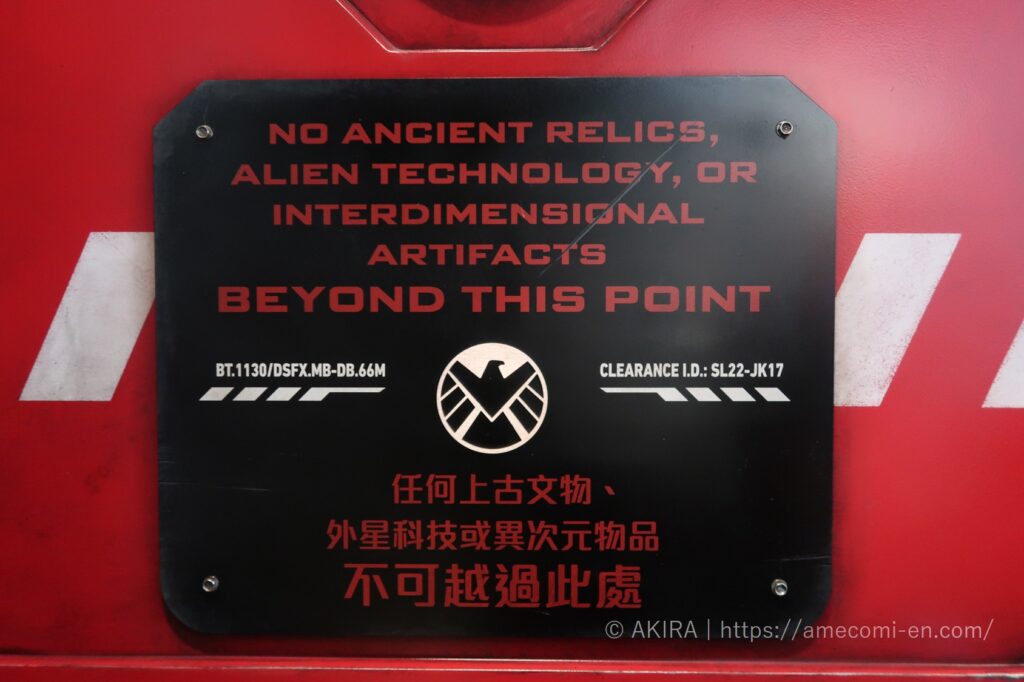 NO ANCIENT RELICS,
ALIEN TECHNOLOGY, OR
INTERDIMENSIONAL
ARTIFACTS
BEYOND THIS POINT
BT.1130/DSFX.MB-DB.66M
CLEARANCE I.D.: SL22-JK17
任何上古文物、
外星科技或異次元物品
不可越過此處
© AKIRA | https://amecomi-en.com/